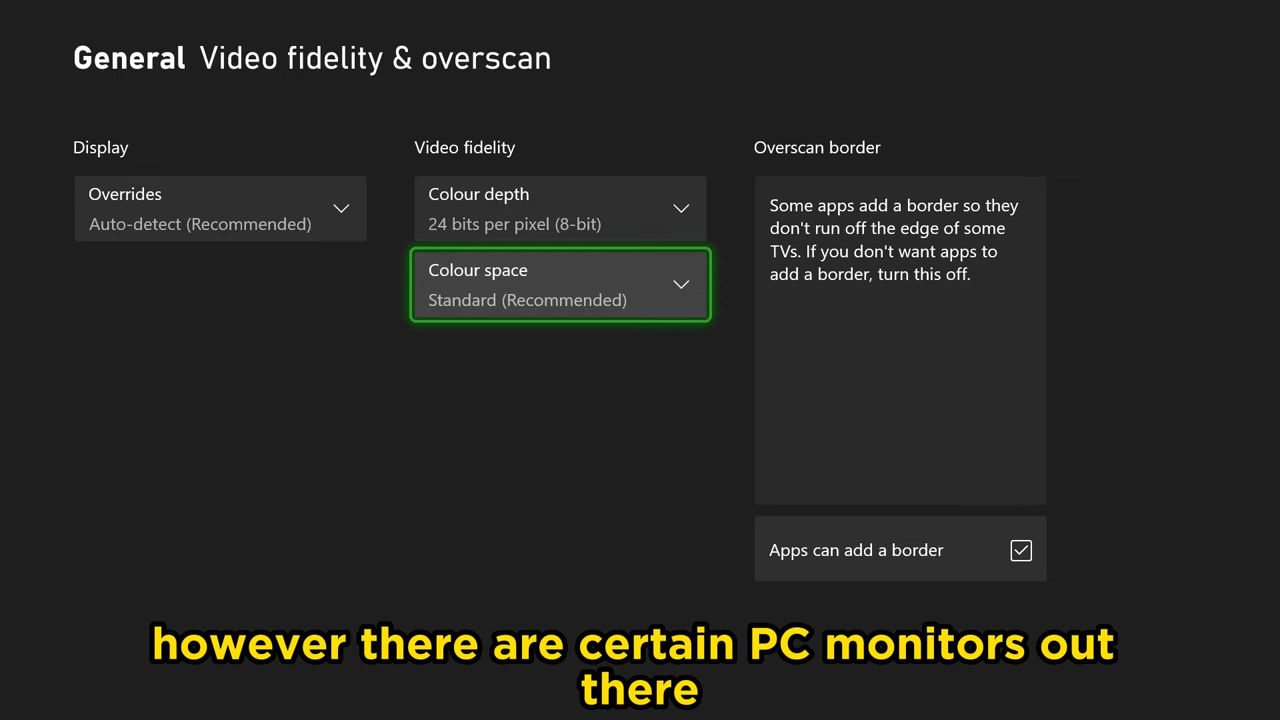 General Video fidelity & overscan
Display
Overrides
Auto-detect (Recommended)
Video fidelity
Colour depth
24 bits per pixel (8-bit)
Colour space
Standard (Recommended)
Overscan border
Some apps add a border so they
don't run off the edge of some
TVs. If you don't want apps to
add a border, turn this off.
Apps can add a border
however there are certain PC monitors out
there